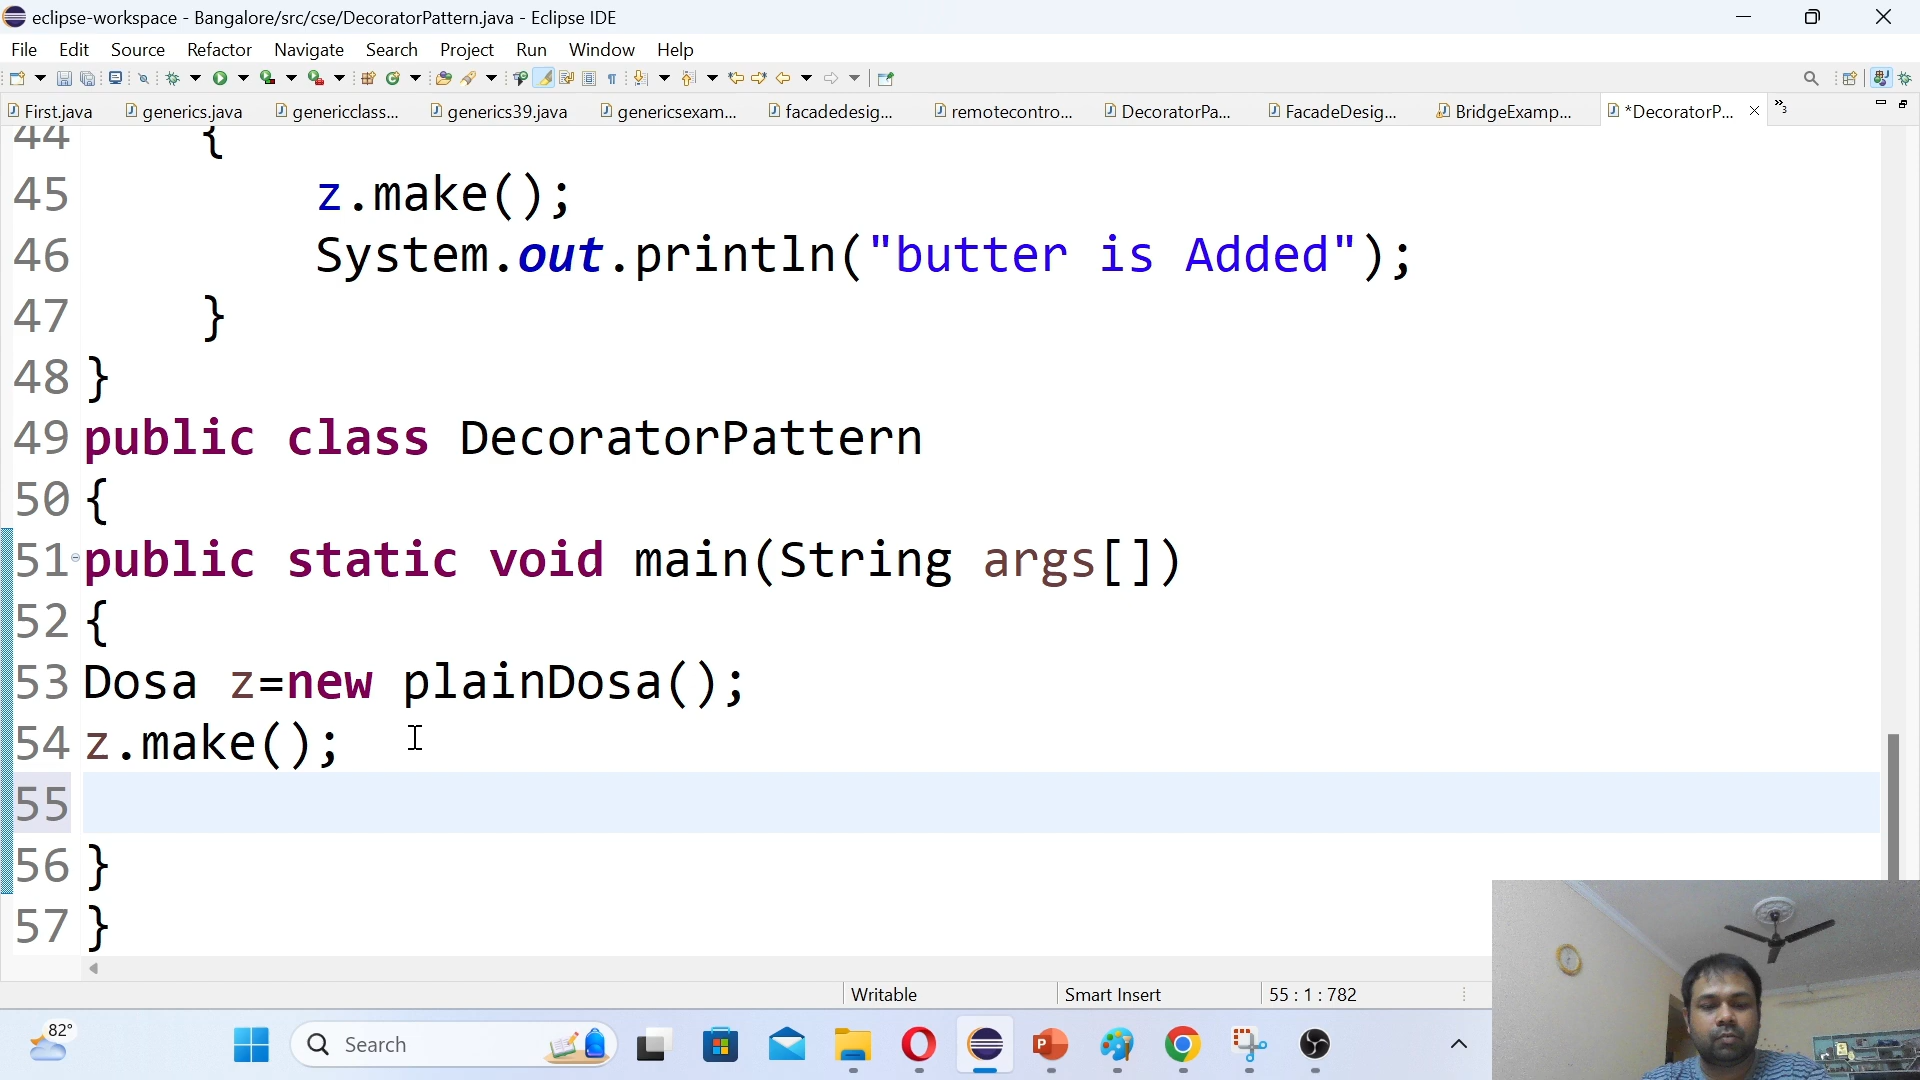 eclipse-workspace - Bangalore/src/cse/DecoratorPattern.java - Eclipse IDE
File Edit Source Refactor Navigate Search Project Run Window Help
First.java generics.java genericclass... generics39.java genericsexam... facadedesig... remotecontro... DecoratorPa... FacadeDesig... BridgeExamp... *DecoratorP... »3
44 {
45 z.make();
46 System.out.println("butter is Added");
47 }
48 }
49 public class DecoratorPattern
50 {
51 public static void main(String args[])
52 {
53 Dosa z=new plainDosa();
54 z.make();
55
56 }
57 }
Writable Smart Insert 55 : 1 : 782
82° Search